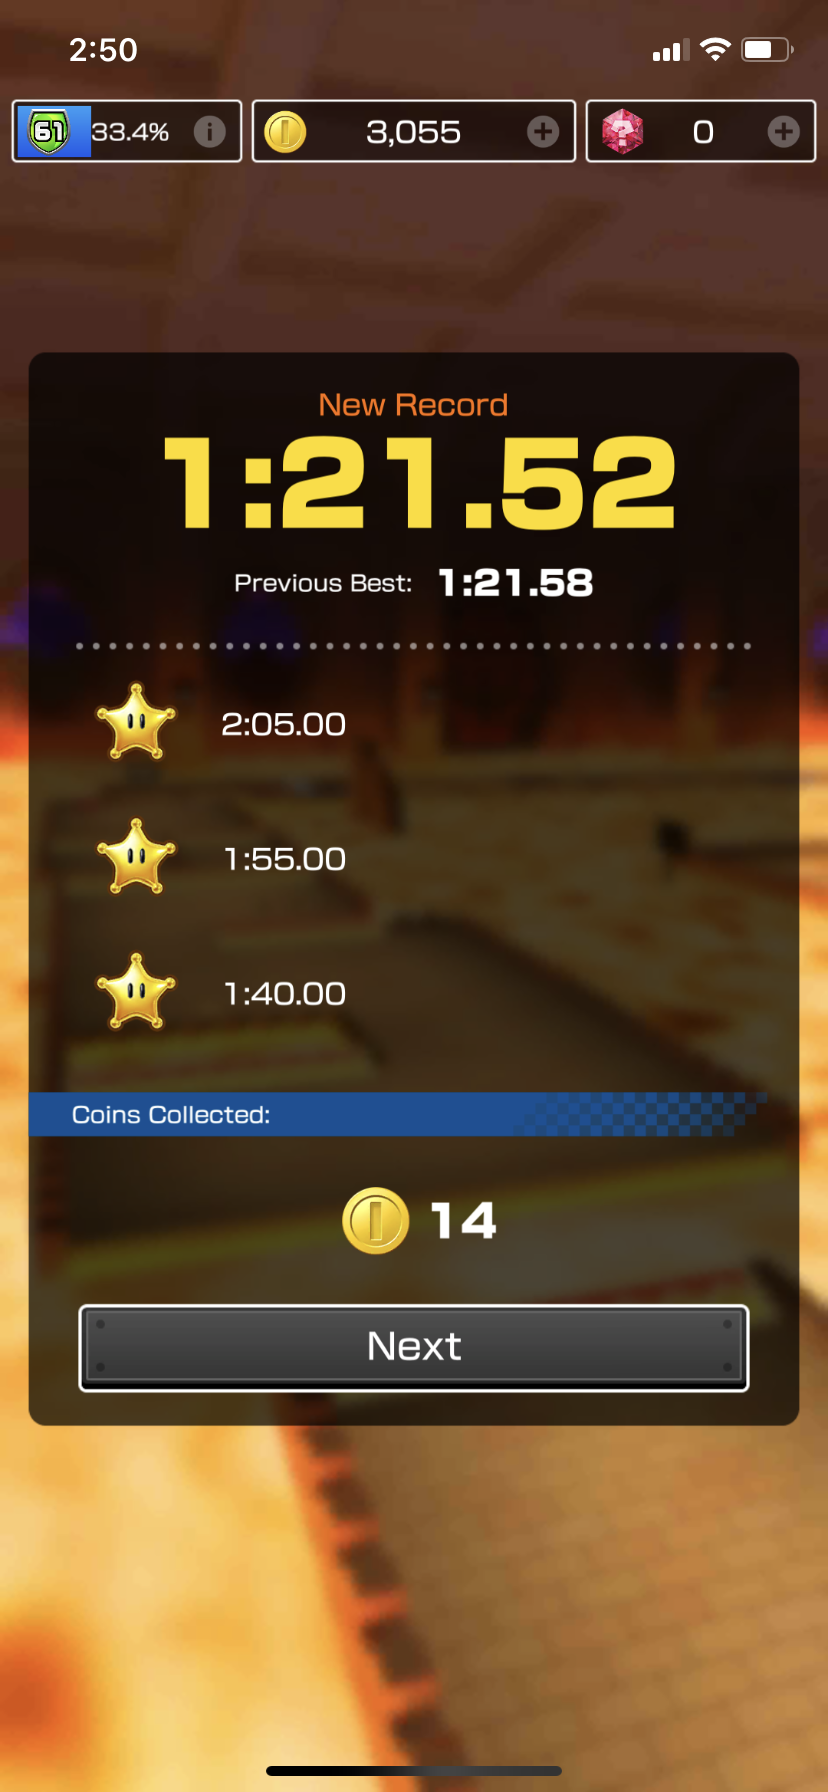 2:50
61 33.4% i 3,055 + ? 0 +
New Record
1:21.52
Previous Best: 1:21.58
2:05.00
1:55.00
1:40.00
Coins Collected:
14
Next